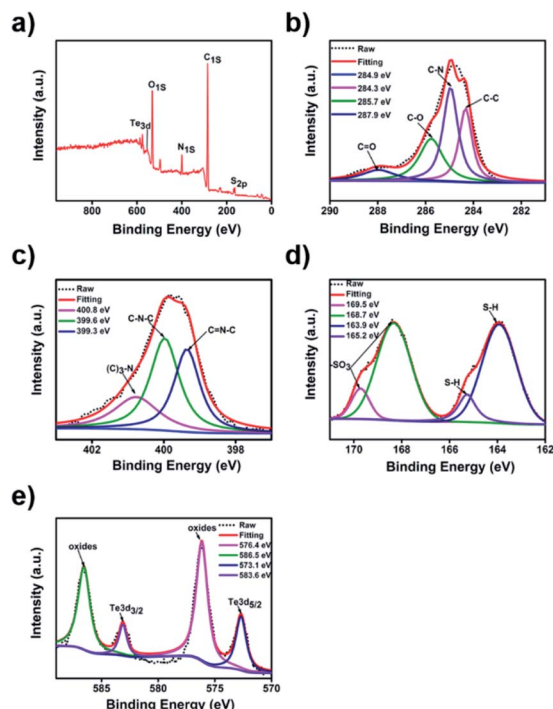 a)
C1S
O1S
Te3d
N1S
S2p
Intensity (a.u.)
800
600
400
200
0
Binding Energy (eV)
b)
Raw
Fitting
284.9 eV
284.3 eV
285.7 eV
287.9 eV
C-N
C-C
C-O
C=O
Intensity (a.u.)
290
288
286
284
282
Binding Energy (eV)
c)
Raw
Fitting
400.8 eV
399.6 eV
399.3 eV
C-N-C
C=N-C
(C)3-N
Intensity (a.u.)
402
400
398
Binding Energy (eV)
d)
Raw
Fitting
169.5 eV
168.7 eV
163.9 eV
165.2 eV
S-H
-SO3
S-H
Intensity (a.u.)
170
168
166
164
162
Binding Energy (eV)
e)
oxides
Raw
Fitting
576.4 eV
586.5 eV
573.1 eV
583.6 eV
oxides
Te3d3/2
Te3d5/2
Intensity (a.u.)
585
580
575
570
Binding Energy (eV)